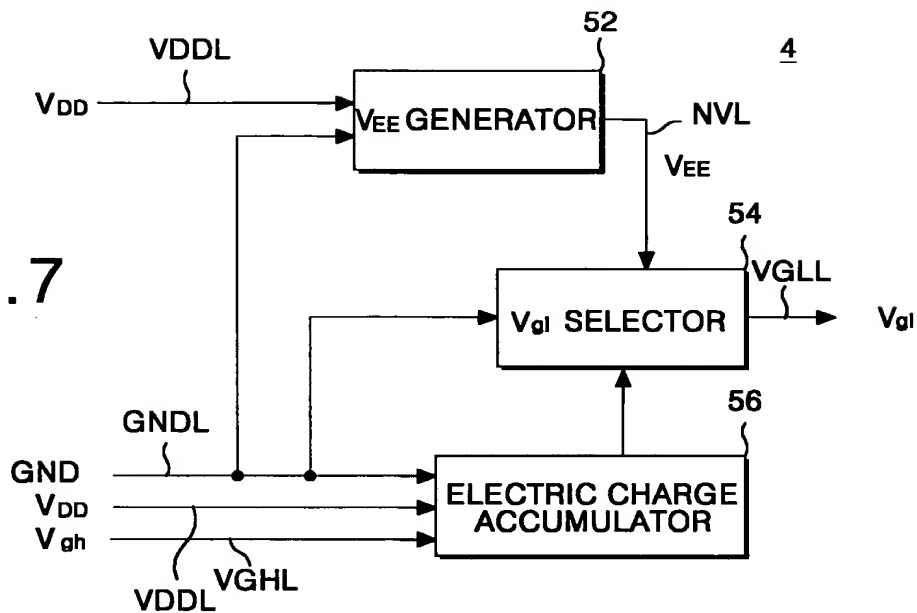 52
4
VDDL
VDD
VEE GENERATOR
NVL
VEE
54
.7
VGLL
Vgl SELECTOR
Vgl
GNDL
56
GND
ELECTRIC CHARGE
ACCUMULATOR
VDD
Vgh
VGHL
VDDL